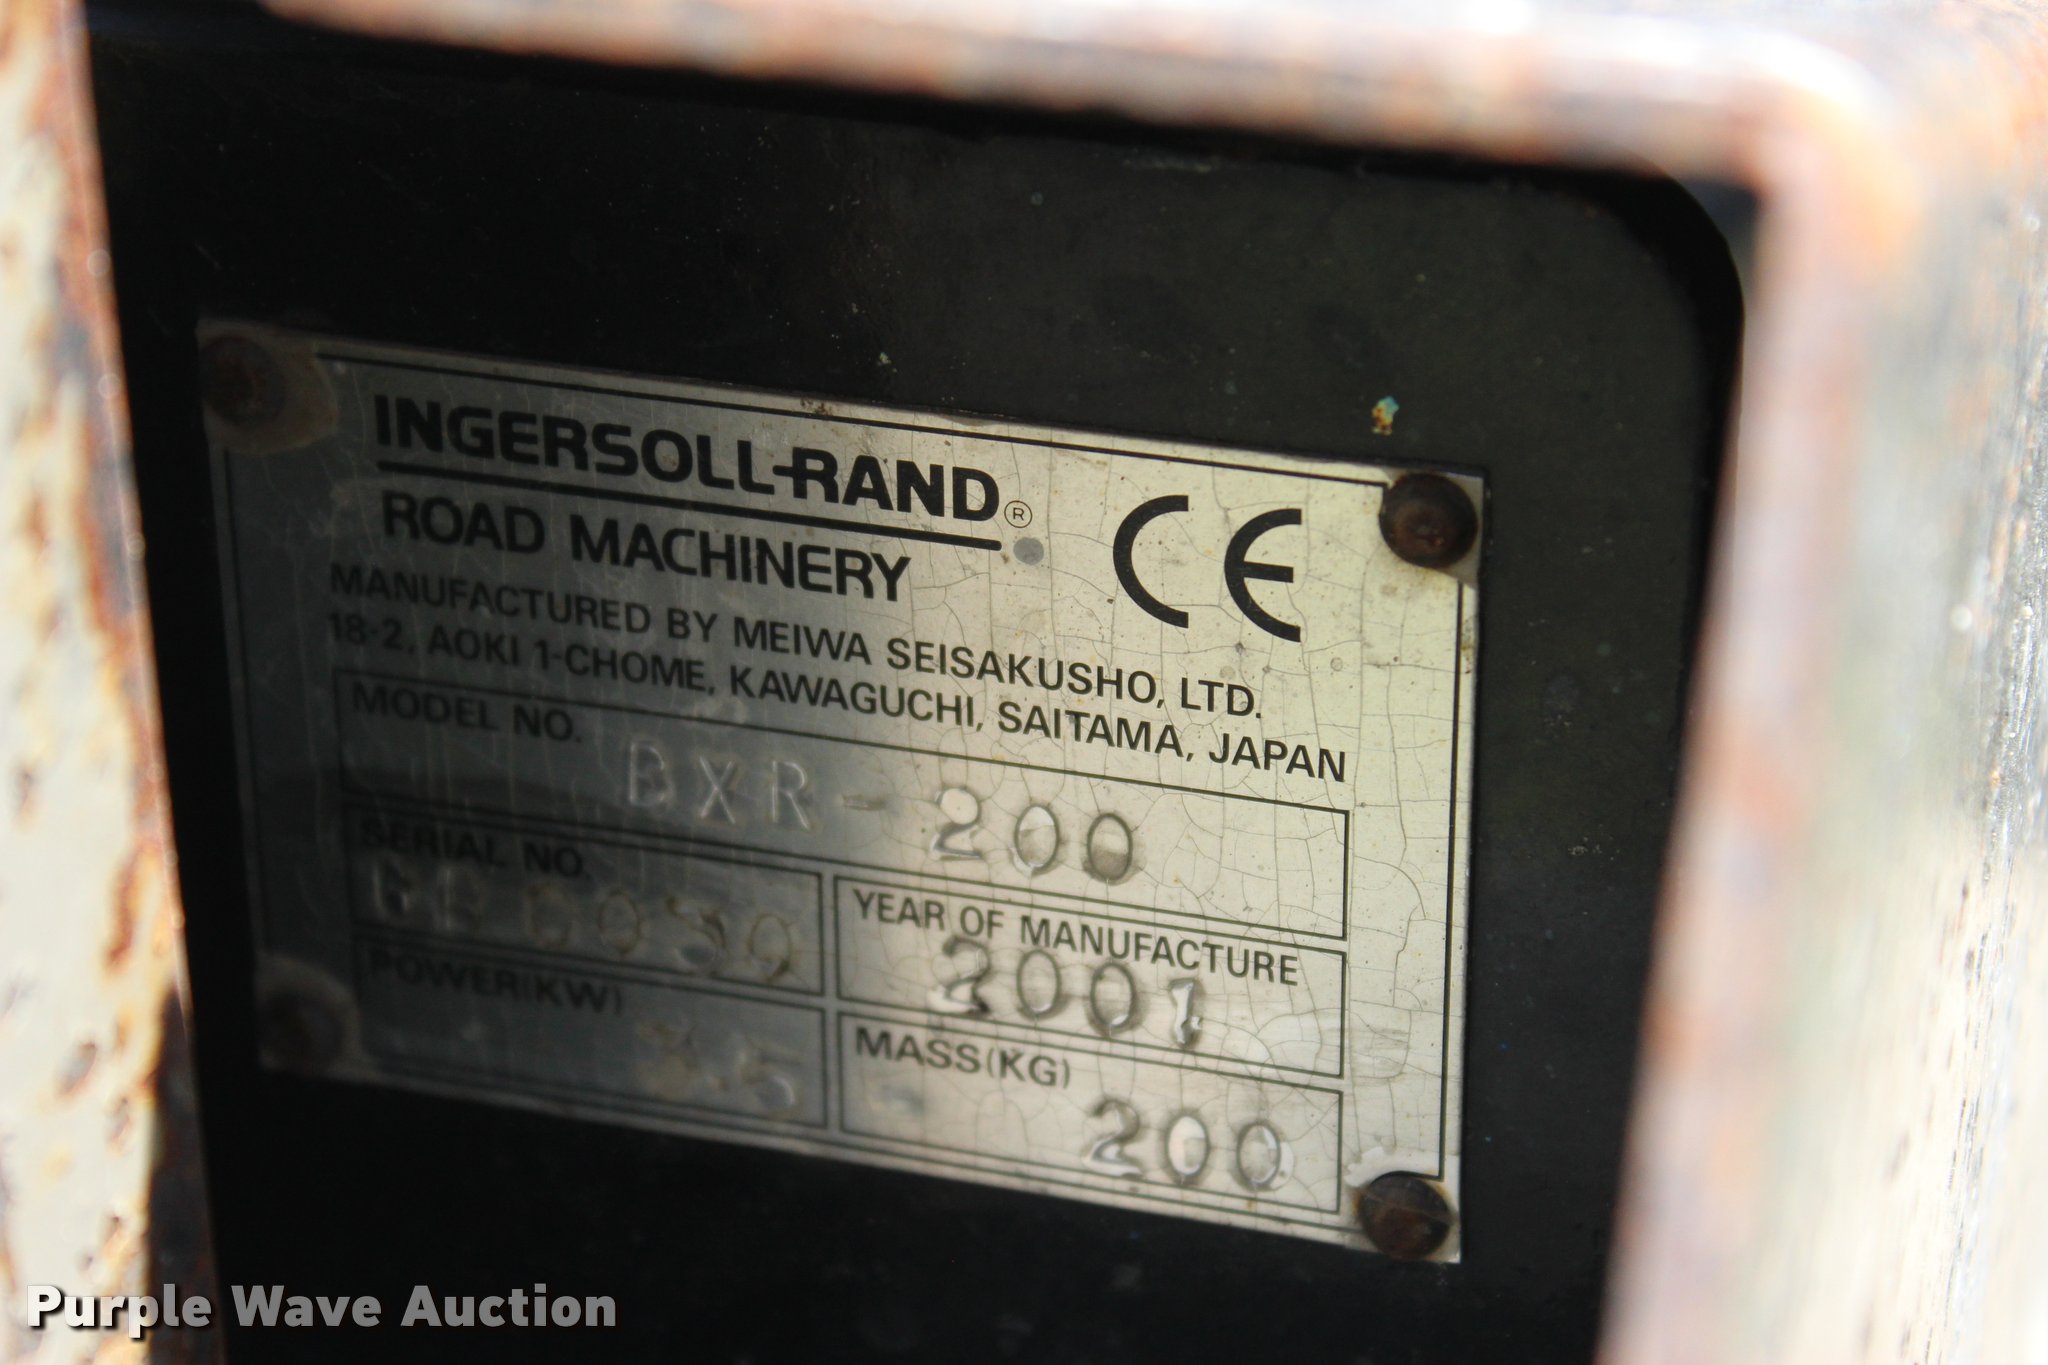 INGERSOLL-RAND®
ROAD MACHINERY
CE
MANUFACTURED BY MEIWA SEISAKUSHO, LTD.
18-2, AOKI 1-CHOME, KAWAGUCHI, SAITAMA, JAPAN
MODEL NO.
BXR-200
SERIAL NO.
YEAR OF MANUFACTURE
2001
POWER(KW)
MASS(KG)
200
Purple Wave Auction